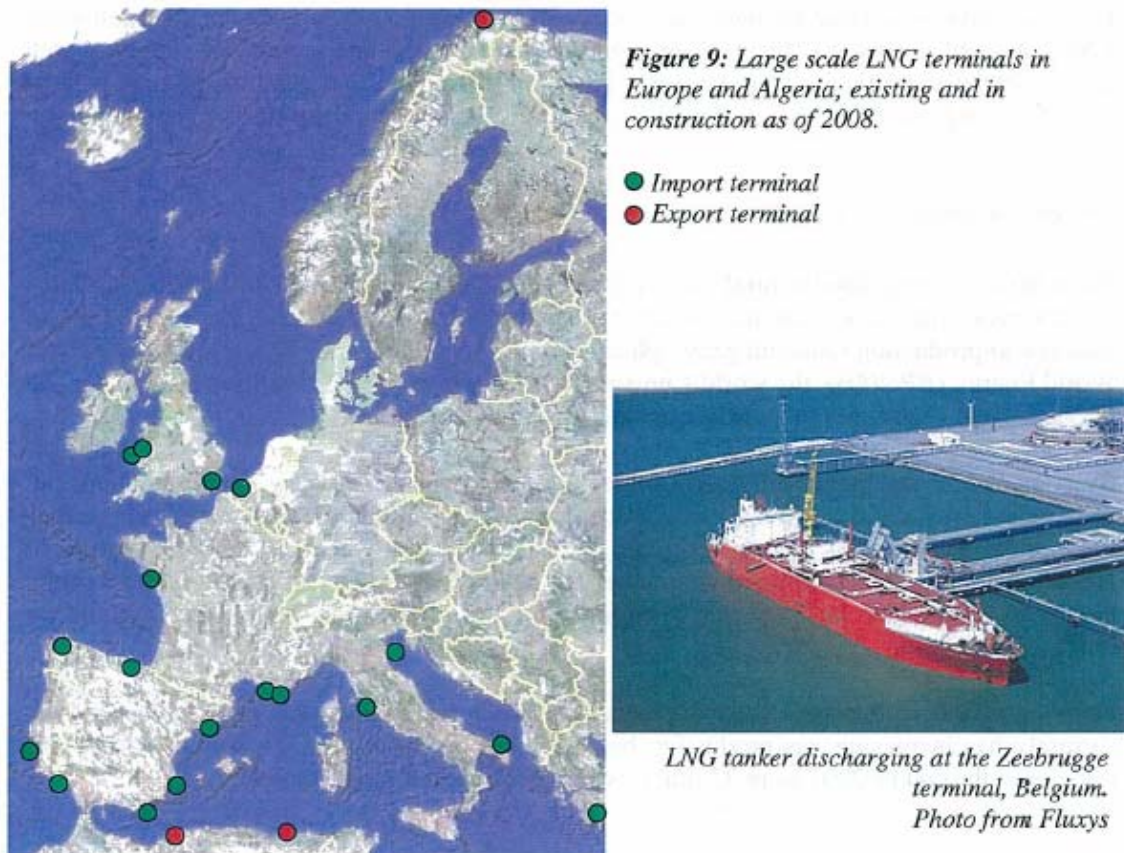 Figure 9: Large scale LNG terminals in
Europe and Algeria; existing and in
construction as of 2008.
Import terminal
Export terminal
LNG tanker discharging at the Zeebrugge
terminal, Belgium.
Photo from Fluxys